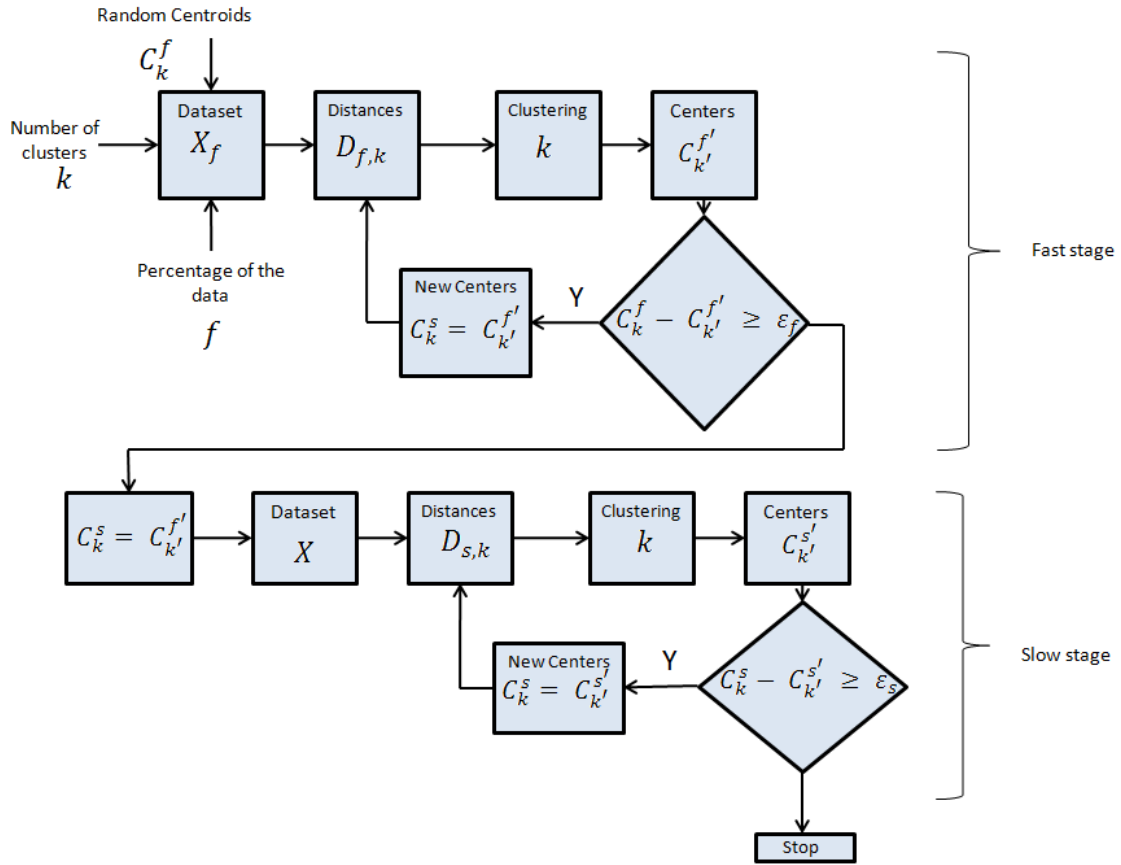 Random Centroids
C_k^f
Number of
clusters
k
Dataset
X_f
Distances
D_{f,k}
Clustering
k
Centers
C_{k'}^{f'}
Percentage of the
data
f
New Centers
C_k^s = C_{k'}^{f'}
Y
C_k^f − C_{k'}^{f'} ≥ ε_f
Fast stage
C_k^s = C_{k'}^{f'}
Dataset
X
Distances
D_{s,k}
Clustering
k
Centers
C_{k'}^{s'}
New Centers
C_k^s = C_{k'}^{s'}
Y
C_k^s − C_{k'}^{s'} ≥ ε_s
Slow stage
Stop